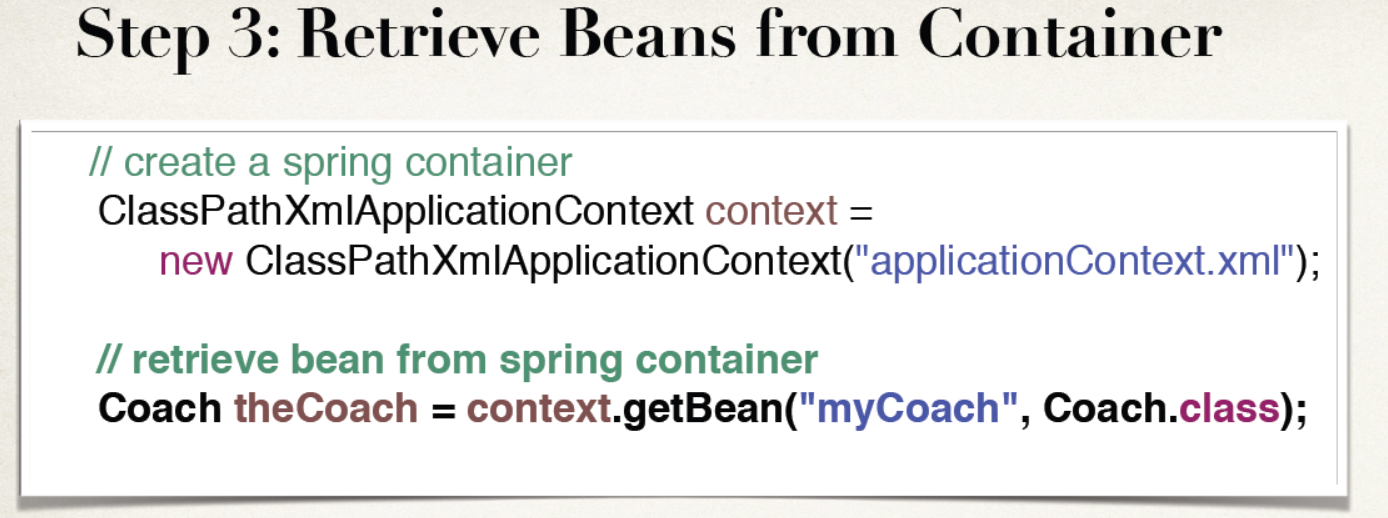 Step 3: Retrieve Beans from Container
// create a spring container
ClassPathXmlApplicationContext context =
new ClassPathXmlApplicationContext("applicationContext.xml");
// retrieve bean from spring container
Coach theCoach = context.getBean("myCoach", Coach.class);